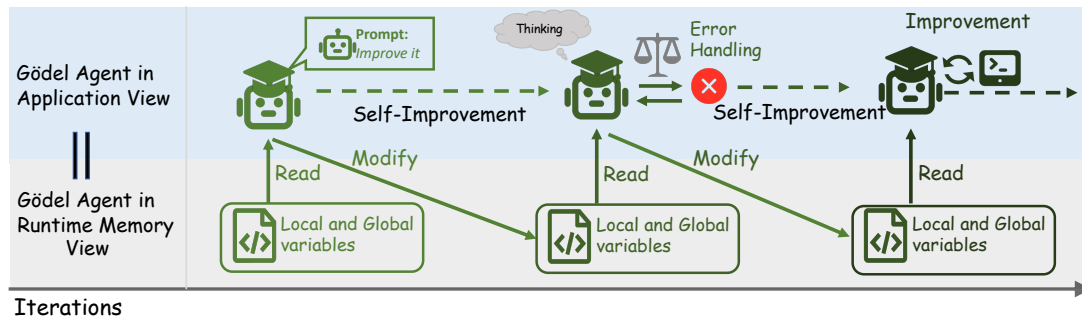 Gödel Agent in
Application View
Prompt:
Improve it
Thinking
Error
Handling
Improvement
Self-Improvement
Self-Improvement
Modify
Modify
Read
Read
Read
Gödel Agent in
Runtime Memory
View
Local and Global
variables
</>
Local and Global
variables
</>
Local and Global
variables
</>
Iterations